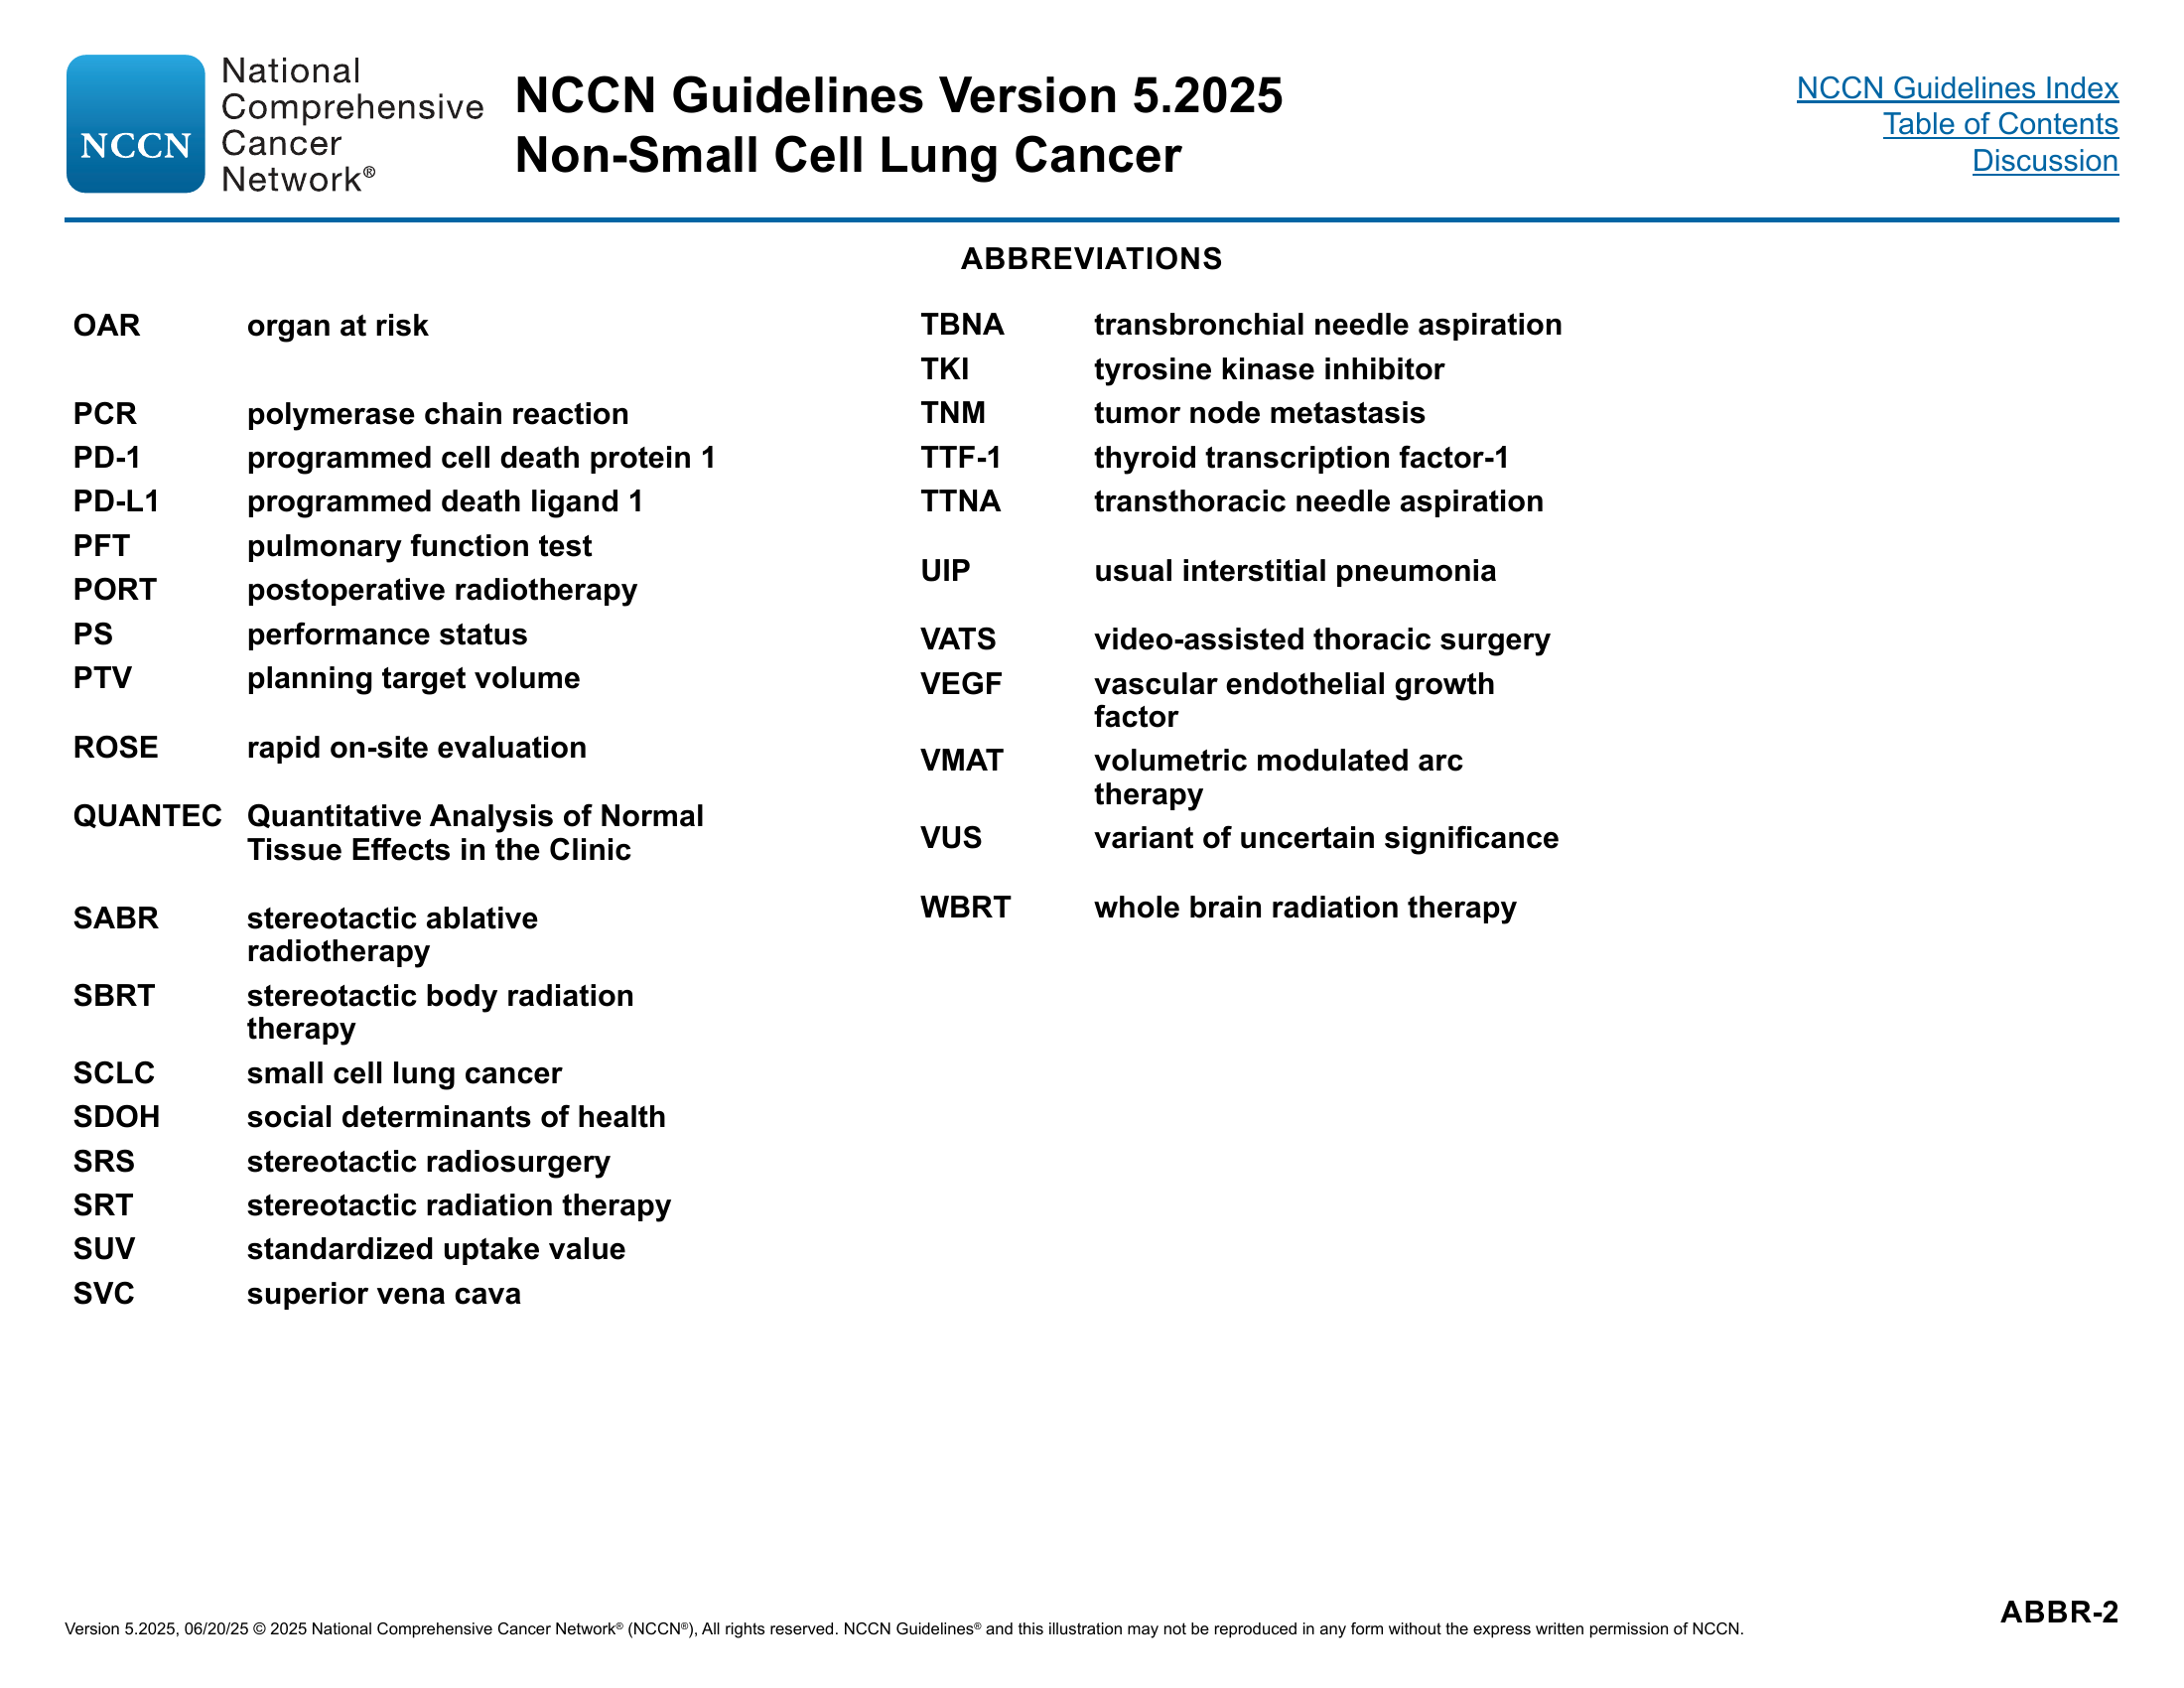 NCCN
National
Comprehensive
Cancer
Network®
NCCN Guidelines Version 5.2025
Non-Small Cell Lung Cancer
NCCN Guidelines Index
Table of Contents
Discussion
ABBREVIATIONS
OAR organ at risk
PCR polymerase chain reaction
PD-1 programmed cell death protein 1
PD-L1 programmed death ligand 1
PFT pulmonary function test
PORT postoperative radiotherapy
PS performance status
PTV planning target volume
ROSE rapid on-site evaluation
QUANTEC Quantitative Analysis of Normal
Tissue Effects in the Clinic
SABR stereotactic ablative
radiotherapy
SBRT stereotactic body radiation
therapy
SCLC small cell lung cancer
SDOH social determinants of health
SRS stereotactic radiosurgery
SRT stereotactic radiation therapy
SUV standardized uptake value
SVC superior vena cava
TBNA transbronchial needle aspiration
TKI tyrosine kinase inhibitor
TNM tumor node metastasis
TTF-1 thyroid transcription factor-1
TTNA transthoracic needle aspiration
UIP usual interstitial pneumonia
VATS video-assisted thoracic surgery
VEGF vascular endothelial growth
factor
VMAT volumetric modulated arc
therapy
VUS variant of uncertain significance
WBRT whole brain radiation therapy
ABBR-2
Version 5.2025, 06/20/25 © 2025 National Comprehensive Cancer Network® (NCCN®), All rights reserved. NCCN Guidelines® and this illustration may not be reproduced in any form without the express written permission of NCCN.